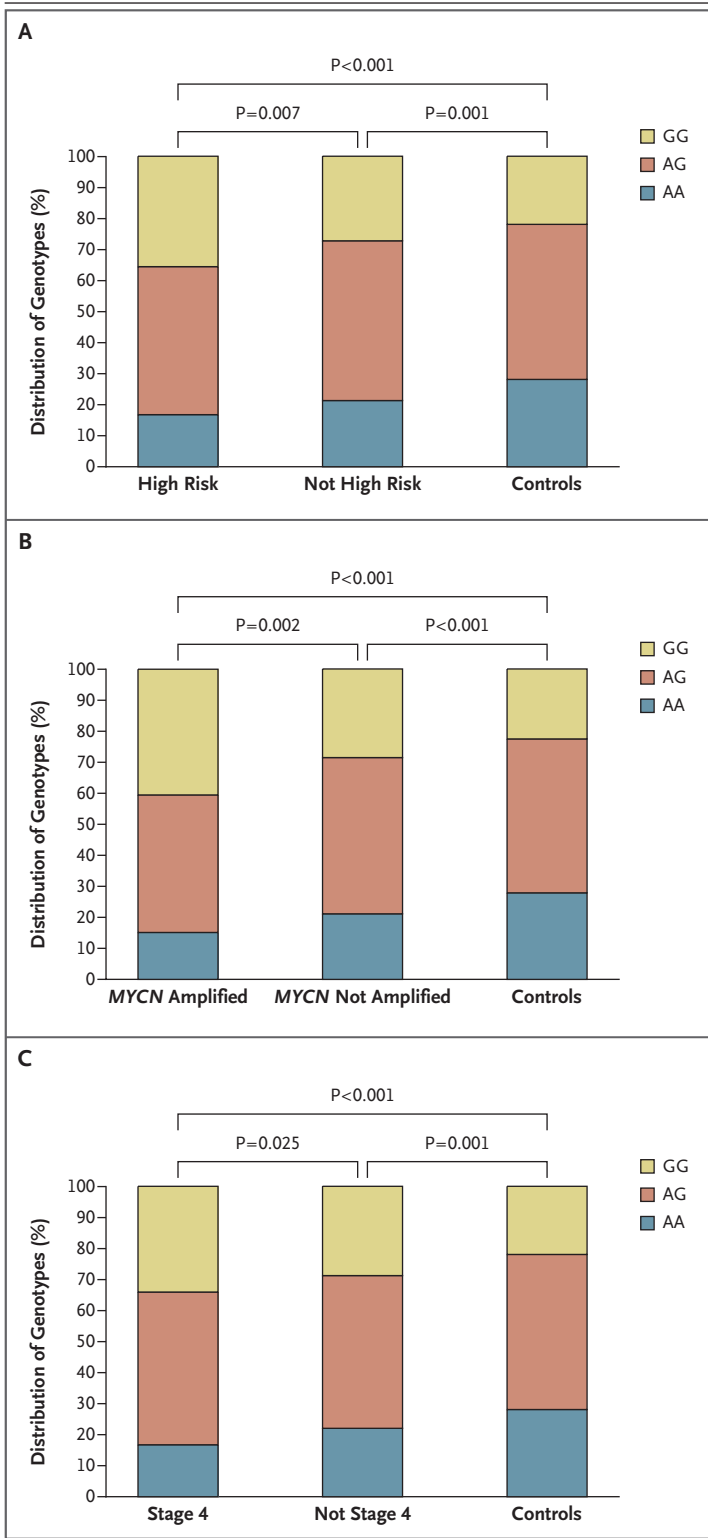 A
P<0.001
P=0.007
P=0.001
GG
AG
AA
Distribution of Genotypes (%)
100
90
80
70
60
50
40
30
20
10
0
High Risk
Not High Risk
Controls
B
P<0.001
P=0.002
P<0.001
GG
AG
AA
Distribution of Genotypes (%)
100
90
80
70
60
50
40
30
20
10
0
MYCN Amplified
MYCN Not Amplified
Controls
C
P<0.001
P=0.025
P=0.001
GG
AG
AA
Distribution of Genotypes (%)
100
90
80
70
60
50
40
30
20
10
0
Stage 4
Not Stage 4
Controls